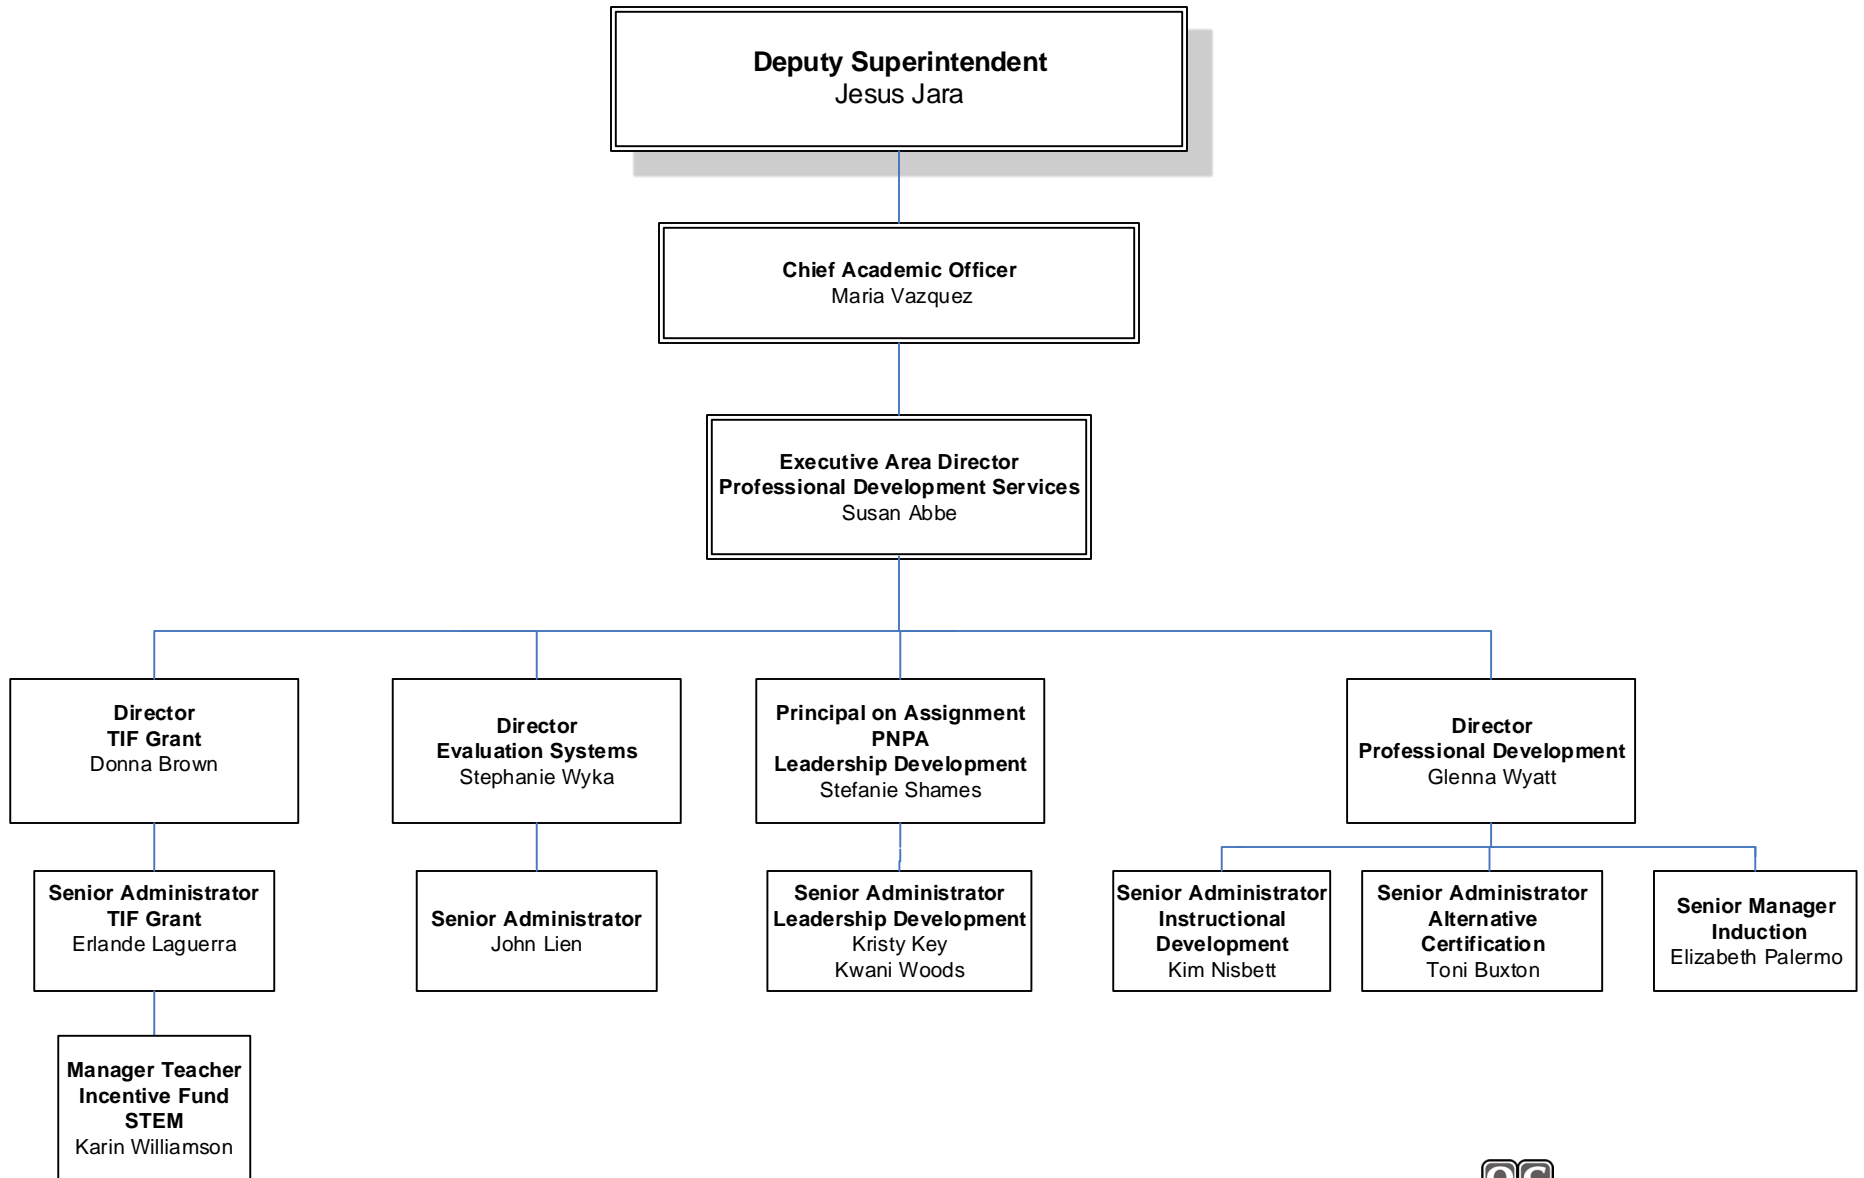 Deputy Superintendent
Jesus Jara
Chief Academic Officer
Maria Vazquez
Executive Area Director
Professional Development Services
Susan Abbe
Director
TIF Grant
Donna Brown
Director
Evaluation Systems
Stephanie Wyka
Principal on Assignment
PNPA
Leadership Development
Stefanie Shames
Director
Professional Development
Glenna Wyatt
Senior Administrator
TIF Grant
Erlande Laguerra
Senior Administrator
John Lien
Senior Administrator
Leadership Development
Kristy Key
Kwani Woods
Senior Administrator
Instructional
Development
Kim Nisbett
Senior Administrator
Alternative
Certification
Toni Buxton
Senior Manager
Induction
Elizabeth Palermo
Manager Teacher
Incentive Fund
STEM
Karin Williamson